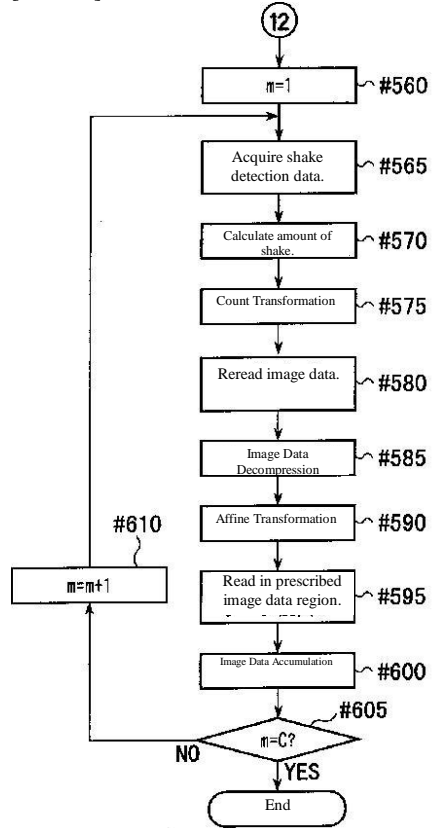 12
m=1
#560
Acquire shake
detection data.
#565
Calculate amount of
shake.
#570
Count Transformation
#575
Reread image data.
#580
Image Data
Decompression
#585
Affine Transformation
#590
#610
m=m+1
Read in prescribed
image data region.
#595
Image Data Accumulation
#600
#605
m=C?
NO
YES
End